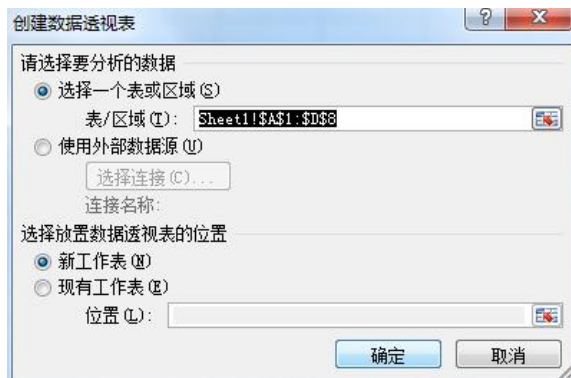 创建数据透视表
请选择要分析的数据
选择一个表或区域(S)
表/区域(T): Sheet1!$A$1:$D$8
使用外部数据源(U)
选择连接(C)...
连接名称:
选择放置数据透视表的位置
新工作表(N)
现有工作表(E)
位置(L):
确定 取消